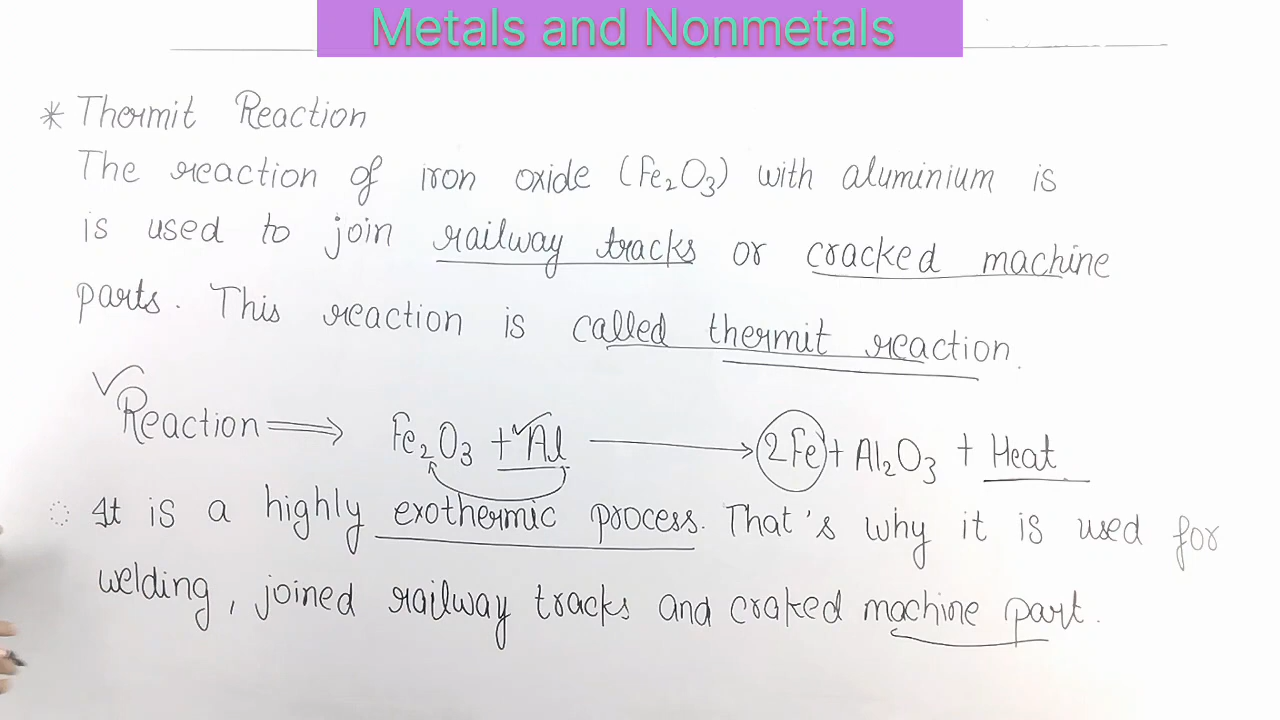 Metals and Nonmetals
* Thermit Reaction
The reaction of iron oxide (Fe₂O₃) with aluminium is
is used to join railway tracks or cracked machine
parts. This reaction is called thermit reaction.
Reaction ⟹ Fe₂O₃ + Al ⟶ 2Fe + Al₂O₃ + Heat
It is a highly exothermic process. That's why it is used for
welding, joined railway tracks and craked machine part.